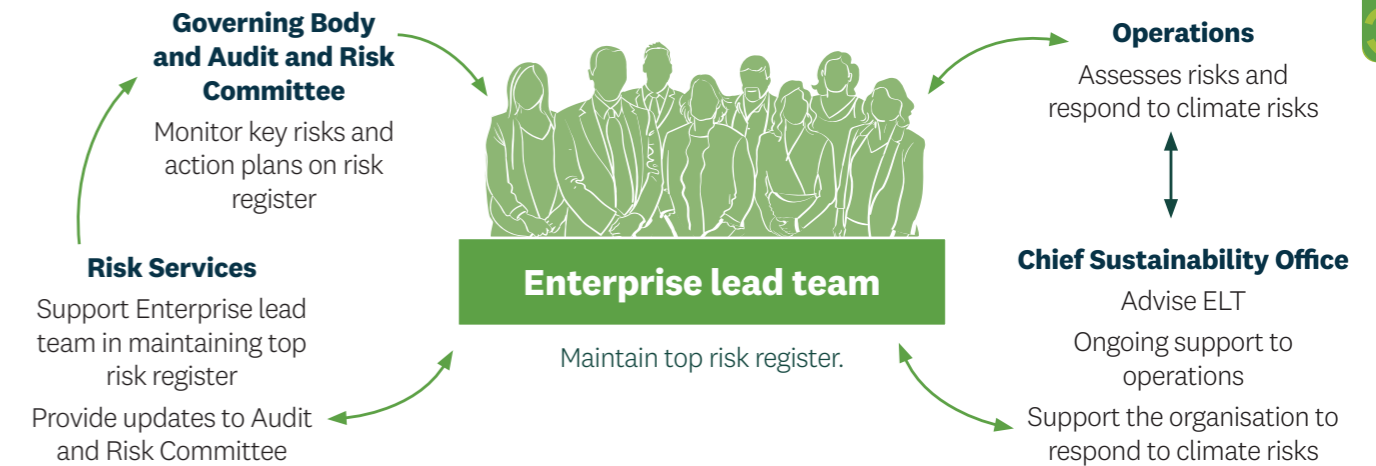 Governing Body
and Audit and Risk
Committee
Monitor key risks and
action plans on risk
register
Risk Services
Support Enterprise lead
team in maintaining top
risk register
Provide updates to Audit
and Risk Committee
Enterprise lead team
Maintain top risk register.
Operations
Assesses risks and
respond to climate risks
Chief Sustainability Office
Advise ELT
Ongoing support to
operations
Support the organisation to
respond to climate risks